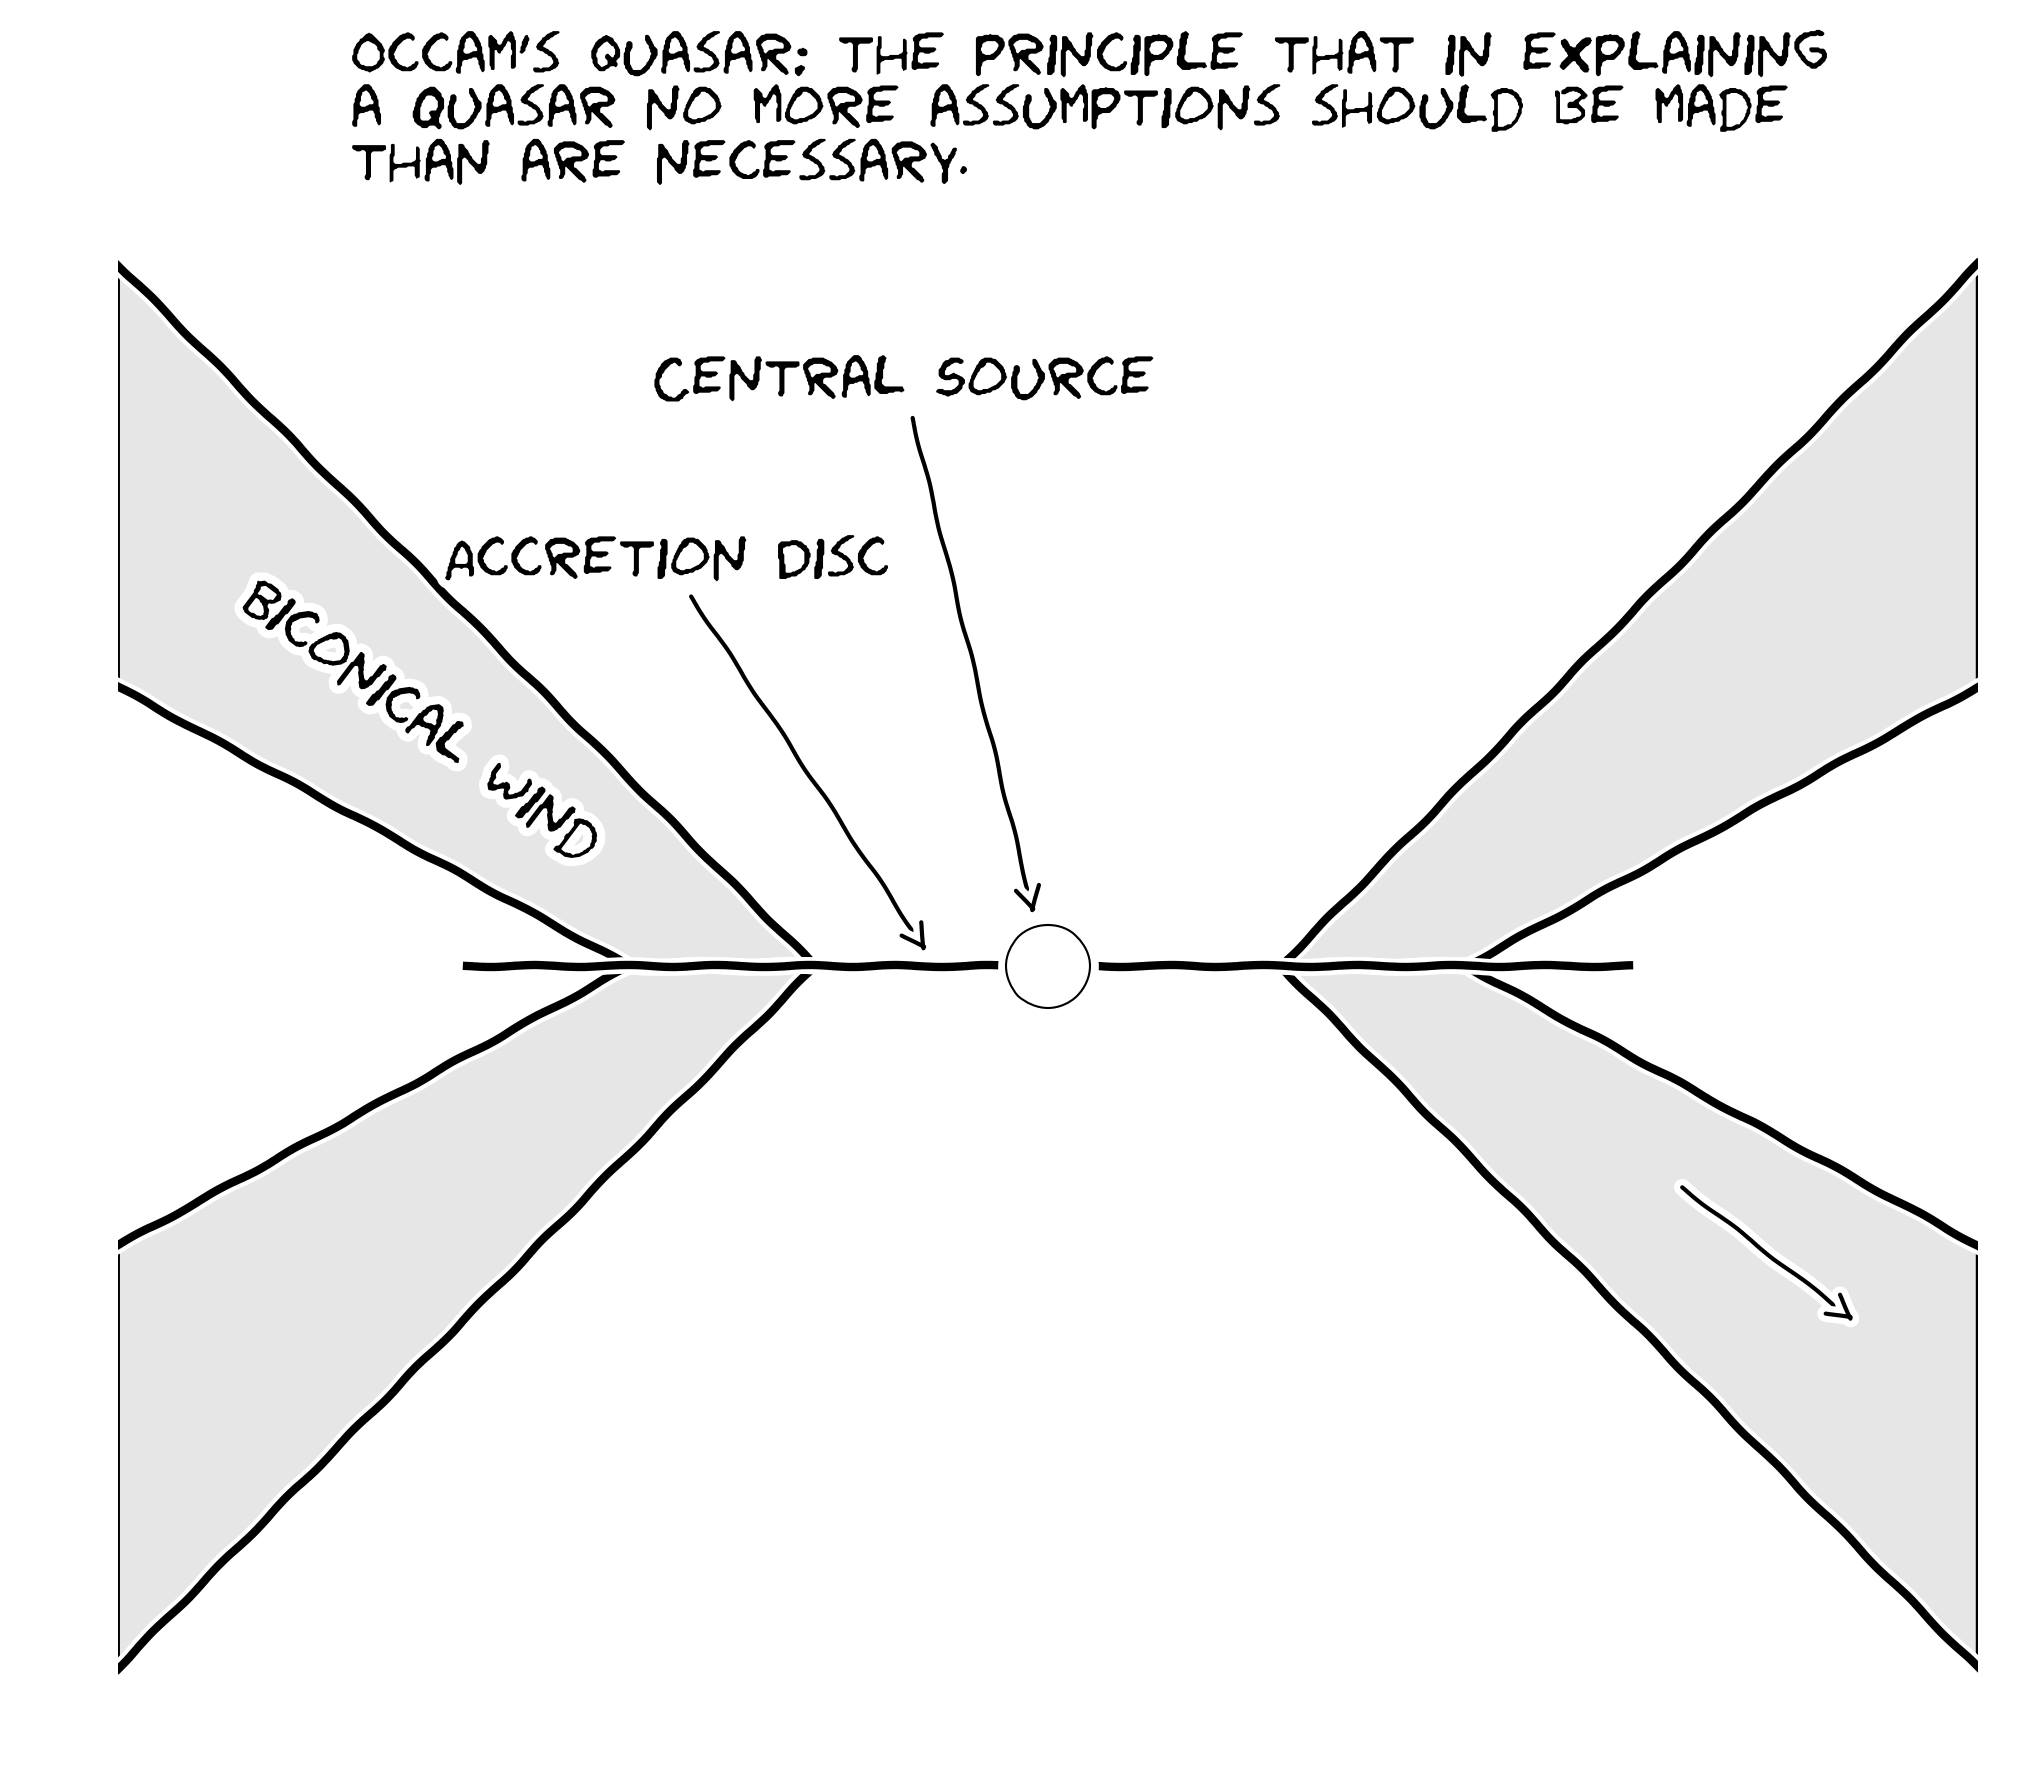 OCCAM'S QUASAR: THE PRINCIPLE THAT IN EXPLAINING
A QUASAR NO MORE ASSUMPTIONS SHOULD BE MADE
THAN ARE NECESSARY.
CENTRAL SOURCE
ACCRETION DISC
BICONICAL WIND